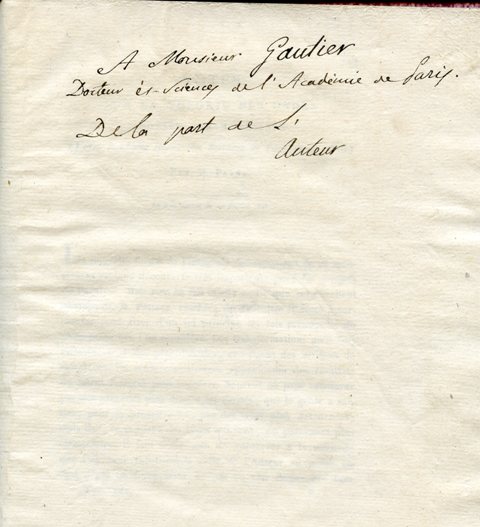 A Monsieur Gautier
Docteur ès-Sciences de l'Académie de Paris.
De la part de L'
Auteur